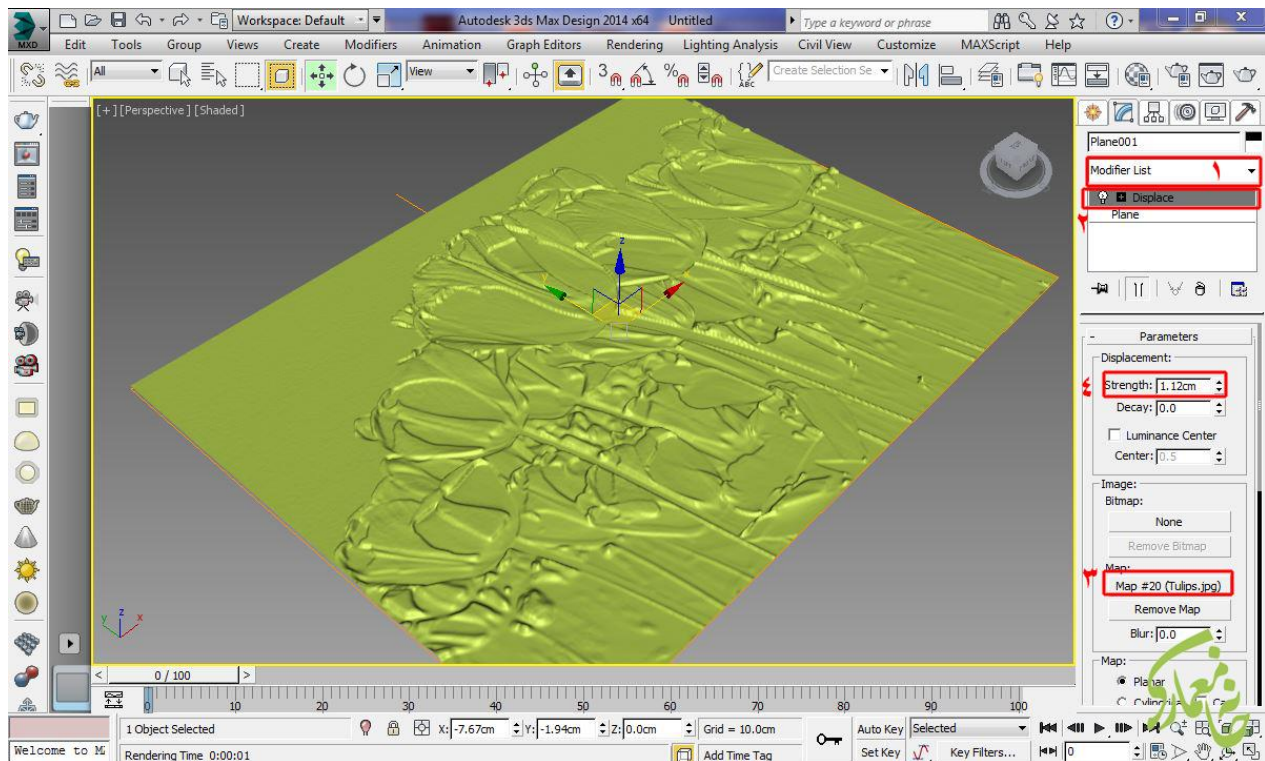 Workspace: Default
Autodesk 3ds Max Design 2014 x64 Untitled
Type a keyword or phrase
MXD
Edit Tools Group Views Create Modifiers Animation Graph Editors Rendering Lighting Analysis Civil View Customize MAXScript Help
All
View
3
%
ABC
Create Selection Se
[+] [Perspective] [Shaded]
Plane001
Modifier List ١
Displace
٢
Plane
Parameters
Displacement:
٤
Strength: 1.12cm
Decay: 0.0
Luminance Center
Center: 0.5
Image:
Bitmap:
None
Remove Bitmap
Map:
٣
Map #20 (Tulips.jpg)
Remove Map
Blur: 0.0
Map:
Planar
z
z
y
x
< 0 / 100 >
0 10 20 30 40 50 60 70 80 90 100
1 Object Selected
X: -7.67cm Y: -1.94cm Z: 0.0cm
Grid = 10.0cm
Auto Key Selected
Welcome to M
Rendering Time 0:00:01
Add Time Tag
Set Key Key Filters...
0